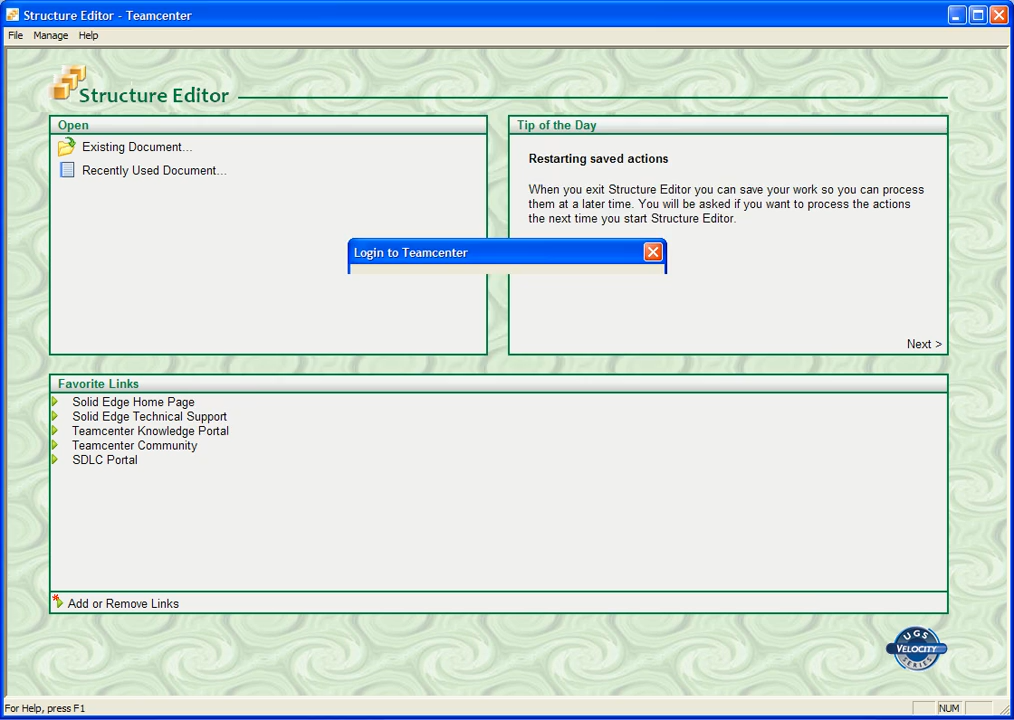 Structure Editor - Teamcenter
File Manage Help
Structure Editor
Open
Existing Document...
Recently Used Document...
Tip of the Day
Restarting saved actions
When you exit Structure Editor you can save your work so you can process
them at a later time. You will be asked if you want to process the actions
the next time you start Structure Editor.
Next >
Login to Teamcenter
Favorite Links
Solid Edge Home Page
Solid Edge Technical Support
Teamcenter Knowledge Portal
Teamcenter Community
SDLC Portal
Add or Remove Links
UGS
VELOCITY
SERIES
For Help, press F1
NUM